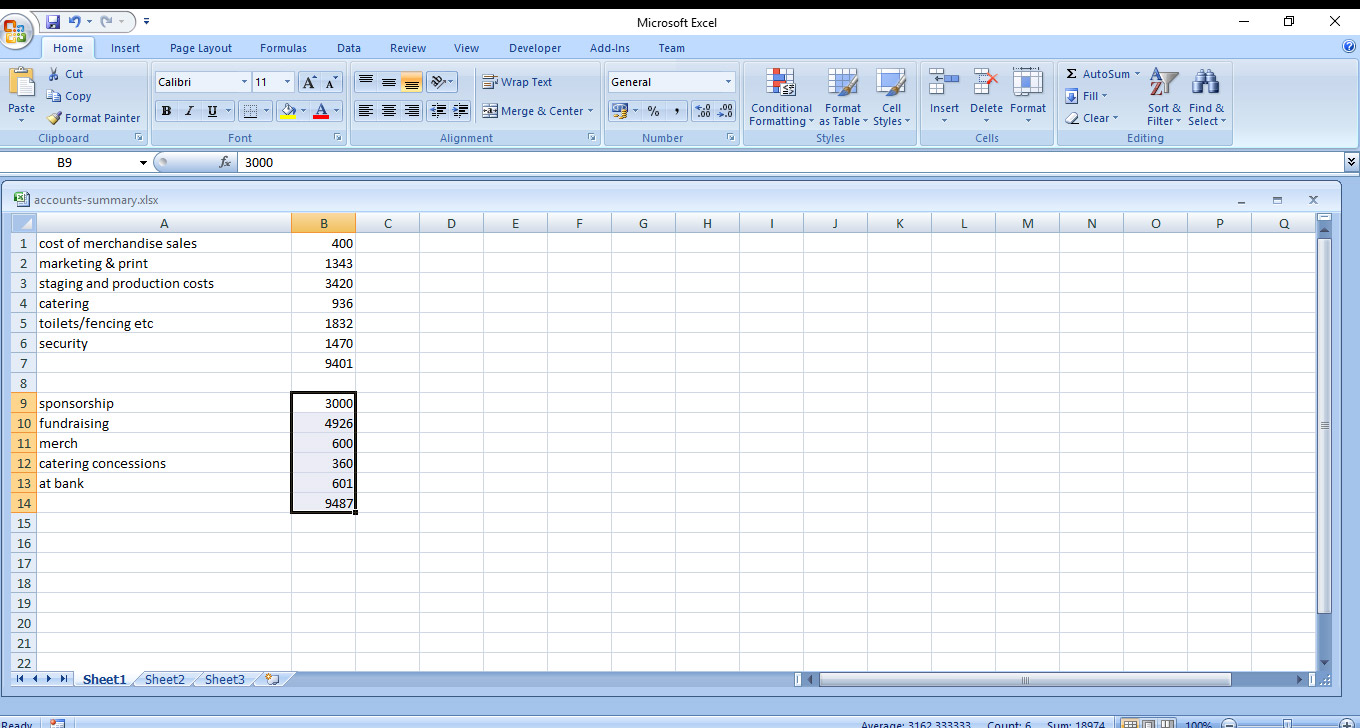 Microsoft Excel
Home Insert Page Layout Formulas Data Review View Developer Add-Ins Team
Paste Cut Copy Format Painter Clipboard
Calibri 11 A A B I U A Font
Wrap Text Merge & Center Alignment
General % , .00 Number
Conditional Formatting Format as Table Cell Styles Styles
Insert Delete Format Cells
Σ AutoSum Fill Clear Sort & Filter Find & Select Editing
B9 fx 3000
accounts-summary.xlsx
A B C D E F G H I J K L M N O P Q
1 cost of merchandise sales 400
2 marketing & print 1343
3 staging and production costs 3420
4 catering 936
5 toilets/fencing etc 1832
6 security 1470
7 9401
8
9 sponsorship 3000
10 fundraising 4926
11 merch 600
12 catering concessions 360
13 at bank 601
14 9487
15
16
17
18
19
20
21
22
Sheet1 Sheet2 Sheet3
Ready Average: 3162.333333 Count: 6 Sum: 18974 100%